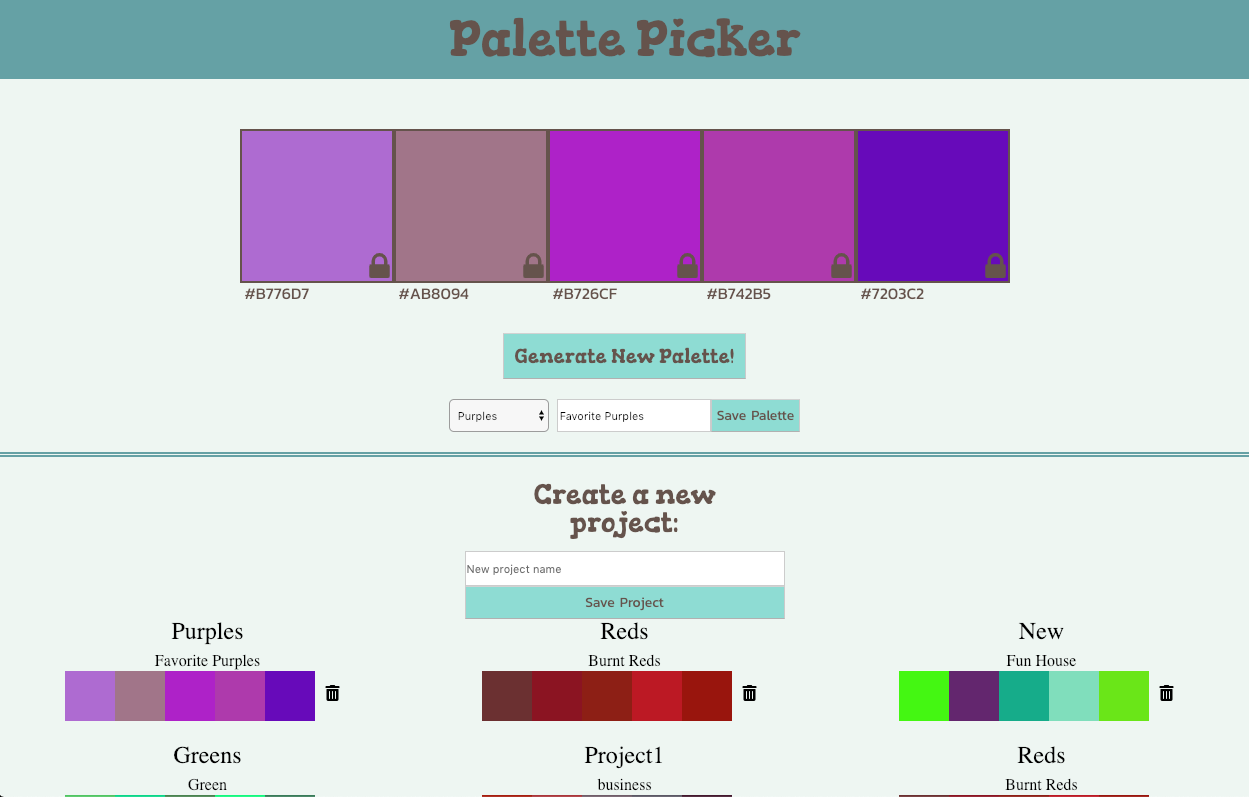 Palette Picker
#B776D7 #AB8094 #B726CF #B742B5 #7203C2
Generate New Palette!
Purples Favorite Purples Save Palette
Create a new
project:
New project name
Save Project
Purples Reds New
Favorite Purples Burnt Reds Fun House
Greens Project1 Reds
Green business Burnt Reds